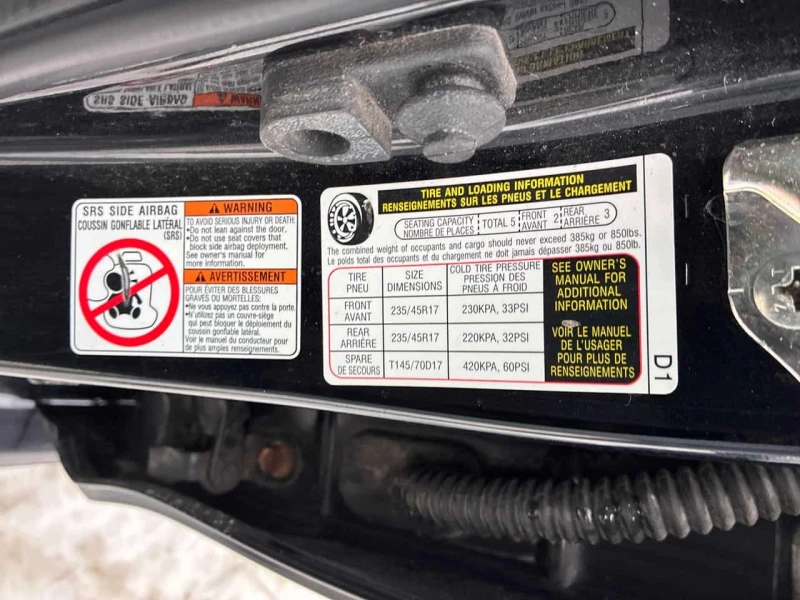 SRS SIDE AIRBAG
WARNING
SRS SIDE AIRBAG
COUSSIN GONFLABLE LATÉRAL
(SRS)
WARNING
TO AVOID SERIOUS INJURY OR DEATH:
•Do not lean against the door.
•Do not use seat covers that
block side airbag deployment.
See owner's manual for
more information.
AVERTISSEMENT
POUR ÉVITER DES BLESSURES
GRAVES OU MORTELLES:
•Ne vous appuyez pas contre la porte.
•N'utilizez pas un couvre-siège
qui peut bloquer le déploiement du
coussin gonflable latéral.
Voir le manuel du conducteur pour
de plus amples renseignements.
TIRE AND LOADING INFORMATION
RENSEIGNEMENTS SUR LES PNEUS ET LE CHARGEMENT
SEATING CAPACITY TOTAL 5 FRONT 2 REAR 3
NOMBRE DE PLACES AVANT ARRIÈRE
The combined weight of occupants and cargo should never exceed 385kg or 850lbs.
Le poids total des occupants et du chargement ne doit jamais dépasser 385kg ou 850lb.
TIRE SIZE COLD TIRE PRESSURE
PNEU DIMENSIONS PRESSION DES
PNEUS À FROID
FRONT 235/45R17 230KPA, 33PSI
AVANT
REAR 235/45R17 220KPA, 32PSI
ARRIÈRE
SPARE T145/70D17 420KPA, 60PSI
DE SECOURS
SEE OWNER'S
MANUAL FOR
ADDITIONAL
INFORMATION
VOIR LE MANUEL
DE L'USAGER
POUR PLUS DE
RENSEIGNEMENTS
D1